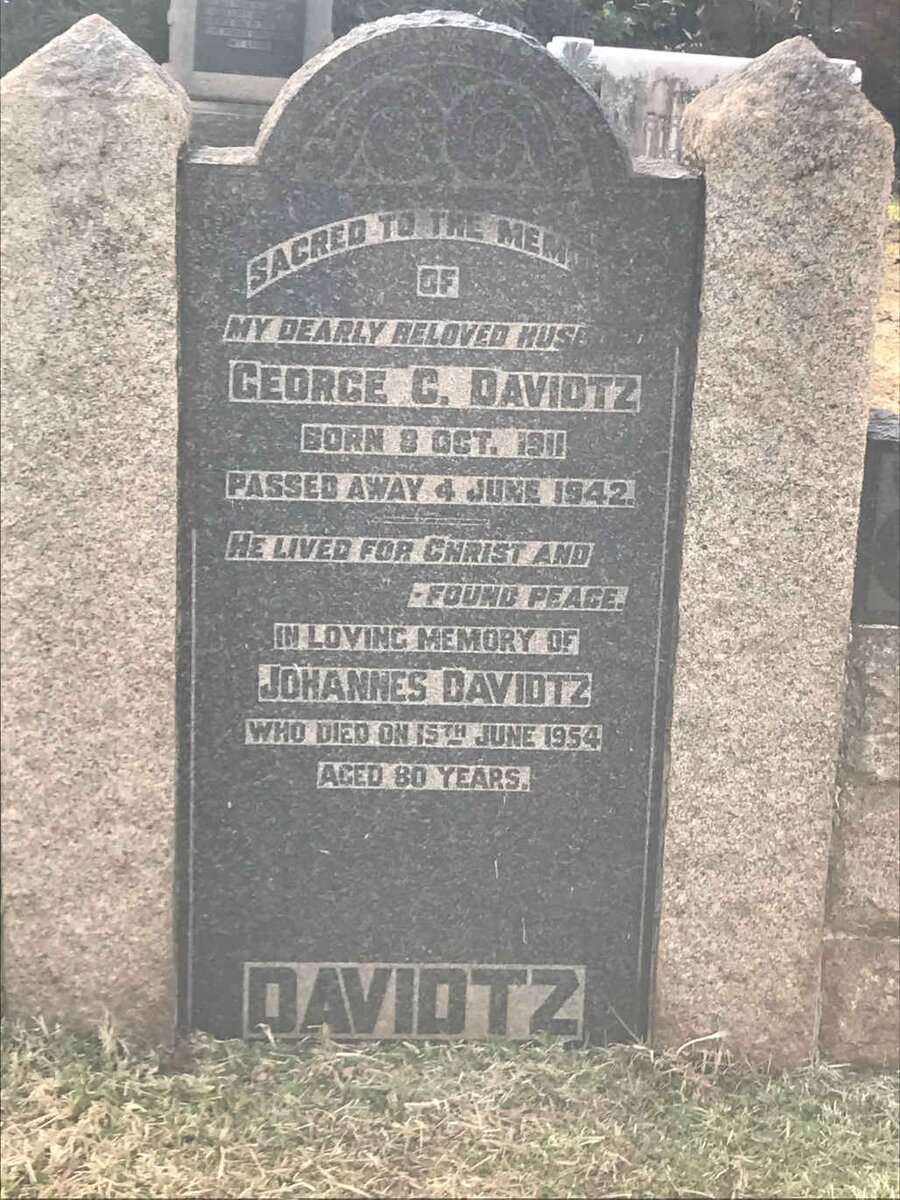 SACRED TO THE MEM
OF
MY DEARLY BELOVED HUSBAND
GEORGE C. DAVIDTZ
BORN 8 OCT. 1911
PASSED AWAY 4 JUNE 1942.
HE LIVED FOR CHRIST AND
- FOUND PEACE.
IN LOVING MEMORY OF
JOHANNES DAVIDTZ
WHO DIED ON 15TH JUNE 1954
AGED 80 YEARS.
DAVIDTZ